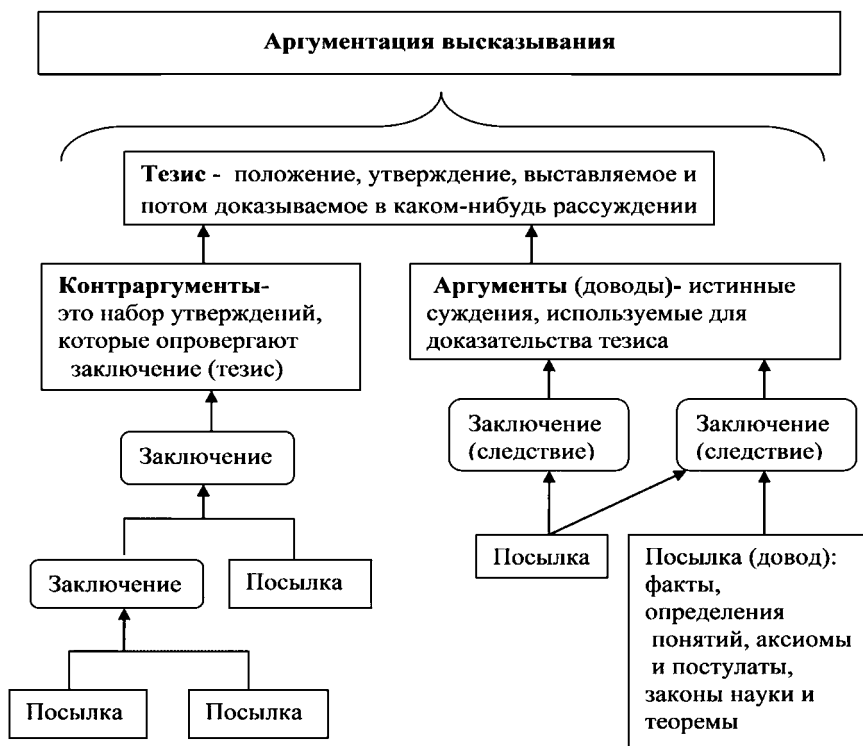 Аргументация высказывания
Тезис - положение, утверждение, выставляемое и
потом доказываемое в каком-нибудь рассуждении
Контраргументы-
это набор утверждений,
которые опровергают
заключение (тезис)
Аргументы (доводы)- истинные
суждения, используемые для
доказательства тезиса
Заключение
Заключение
(следствие)
Заключение
(следствие)
Заключение
Посылка
Посылка
Посылка
Посылка
Посылка (довод):
факты,
определения
понятий, аксиомы
и постулаты,
законы науки и
теоремы